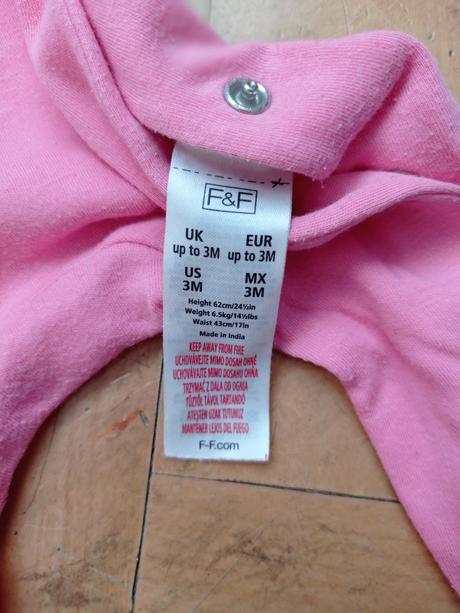 F&F
UK EUR
up to 3M up to 3M
US MX
3M 3M
Height 62cm/24½in
Weight 6.5kg/14½lbs
Waist 43cm/17in
Made in India
KEEP AWAY FROM FIRE
UCHOVÁVEJTE MIMO DOSAH OHNĚ
UCHOVÁVAJTE MIMO DOSAHU OHŇA
TRZYMAĆ Z DALA OD OGNIA
TŰZTŐL TÁVOL TARTANDÓ
ATEŞTEN UZAK TUTUNUZ
MANTENER LEJOS DEL FUEGO
F-F.com